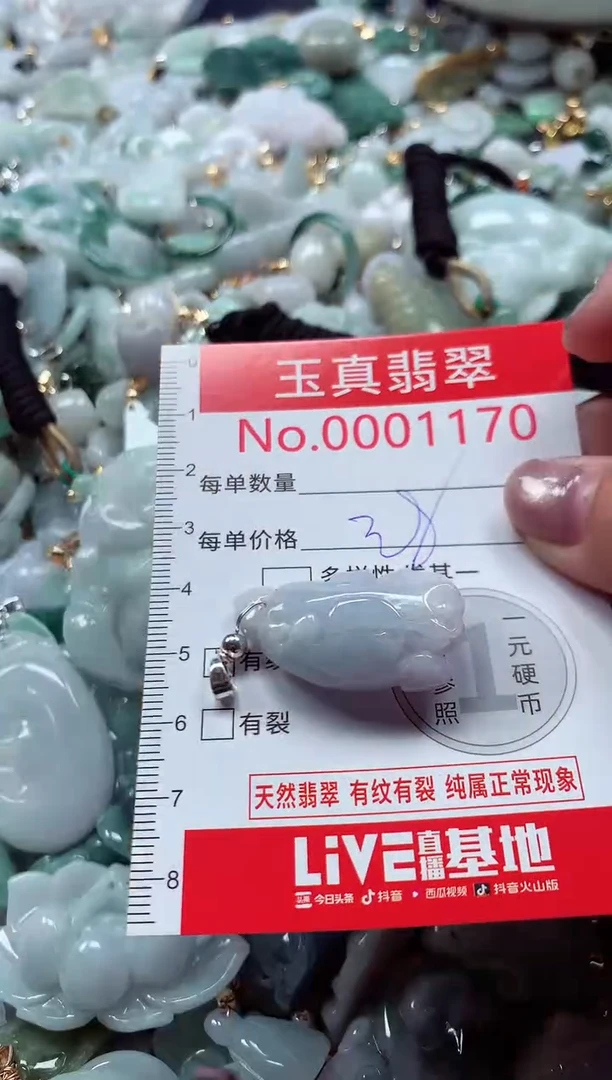 玉真翡翠
No.0001170
每单数量
每单价格
有裂
一元硬币
1
参照
天然翡翠 有纹有裂 纯属正常现象
LiVE直播基地
今日头条 抖音 西瓜视频 抖音火山版
0
1
2
3
4
5
6
7
8